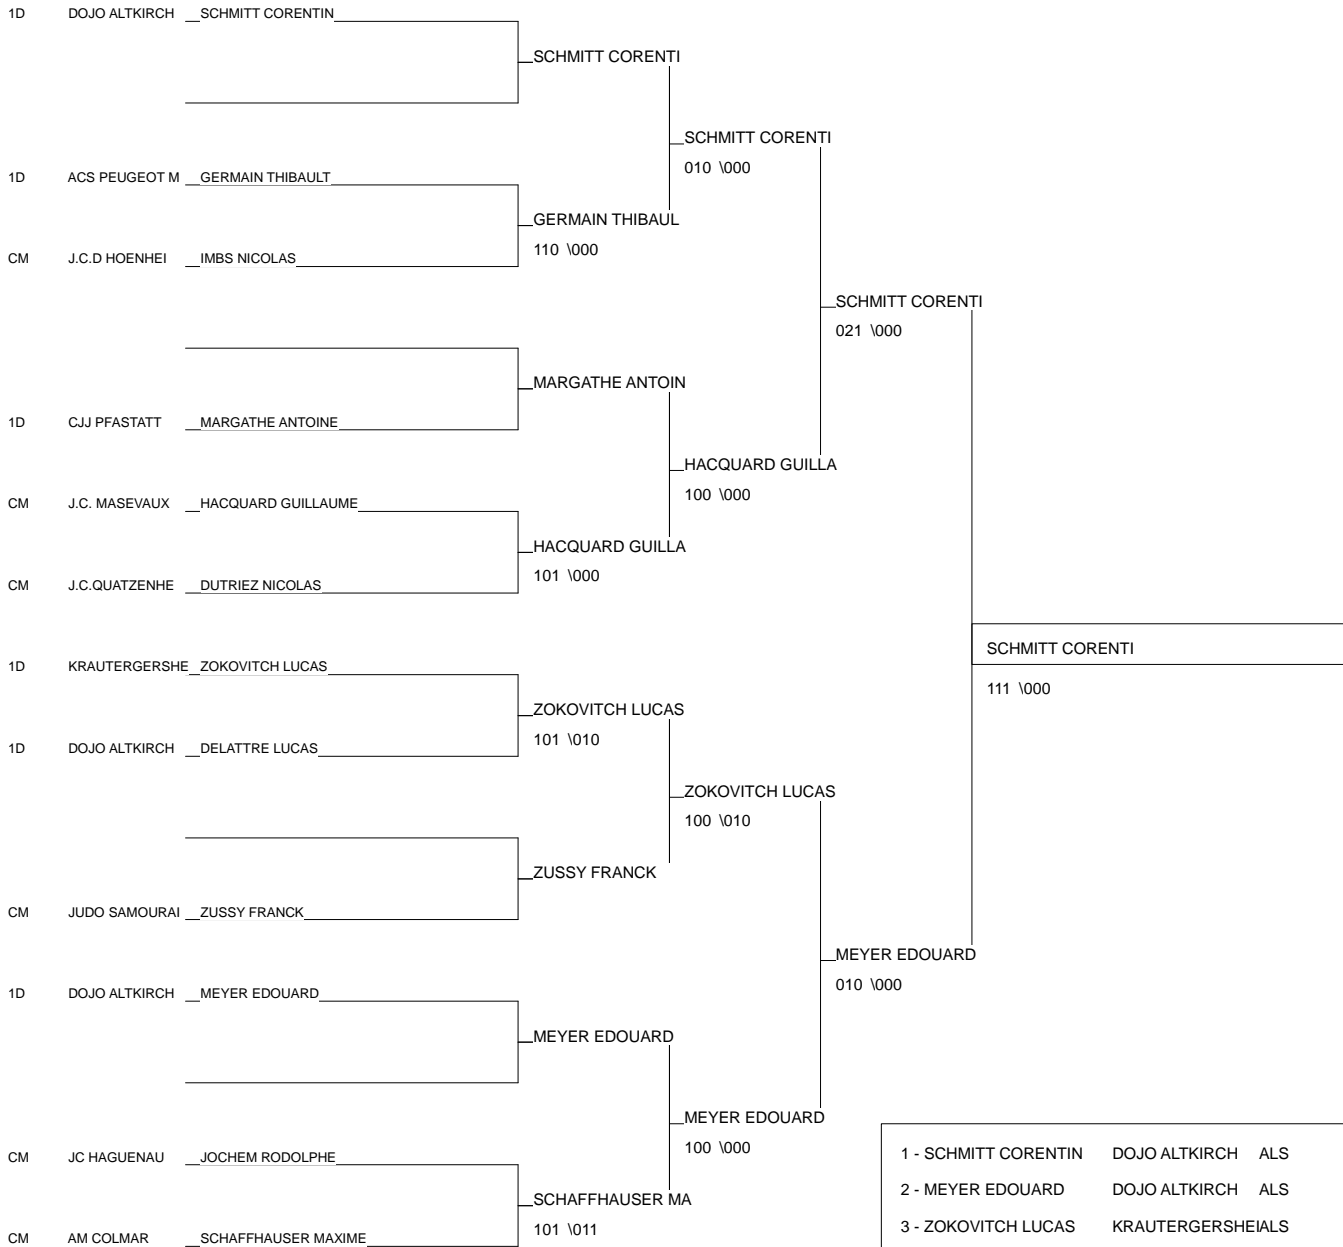 1D DOJO ALTKIRCH SCHMITT CORENTIN
SCHMITT CORENTI
SCHMITT CORENTI
010 \000
1D ACS PEUGEOT M GERMAIN THIBAULT
GERMAIN THIBAUL
110 \000
CM J.C.D HOENHEI IMBS NICOLAS
SCHMITT CORENTI
021 \000
MARGATHE ANTOIN
1D CJJ PFASTATT MARGATHE ANTOINE
HACQUARD GUILLA
100 \000
CM J.C. MASEVAUX HACQUARD GUILLAUME
HACQUARD GUILLA
101 \000
CM J.C.QUATZENHE DUTRIEZ NICOLAS
SCHMITT CORENTI
111 \000
1D KRAUTERGERSHE ZOKOVITCH LUCAS
ZOKOVITCH LUCAS
101 \010
1D DOJO ALTKIRCH DELATTRE LUCAS
ZOKOVITCH LUCAS
100 \010
ZUSSY FRANCK
CM JUDO SAMOURAI ZUSSY FRANCK
MEYER EDOUARD
010 \000
1D DOJO ALTKIRCH MEYER EDOUARD
MEYER EDOUARD
MEYER EDOUARD
100 \000
CM JC HAGUENAU JOCHEM RODOLPHE
SCHAFFHAUSER MA
101 \011
CM AM COLMAR SCHAFFHAUSER MAXIME
1 - SCHMITT CORENTIN DOJO ALTKIRCH ALS
2 - MEYER EDOUARD DOJO ALTKIRCH ALS
3 - ZOKOVITCH LUCAS KRAUTERGERSHEIALS